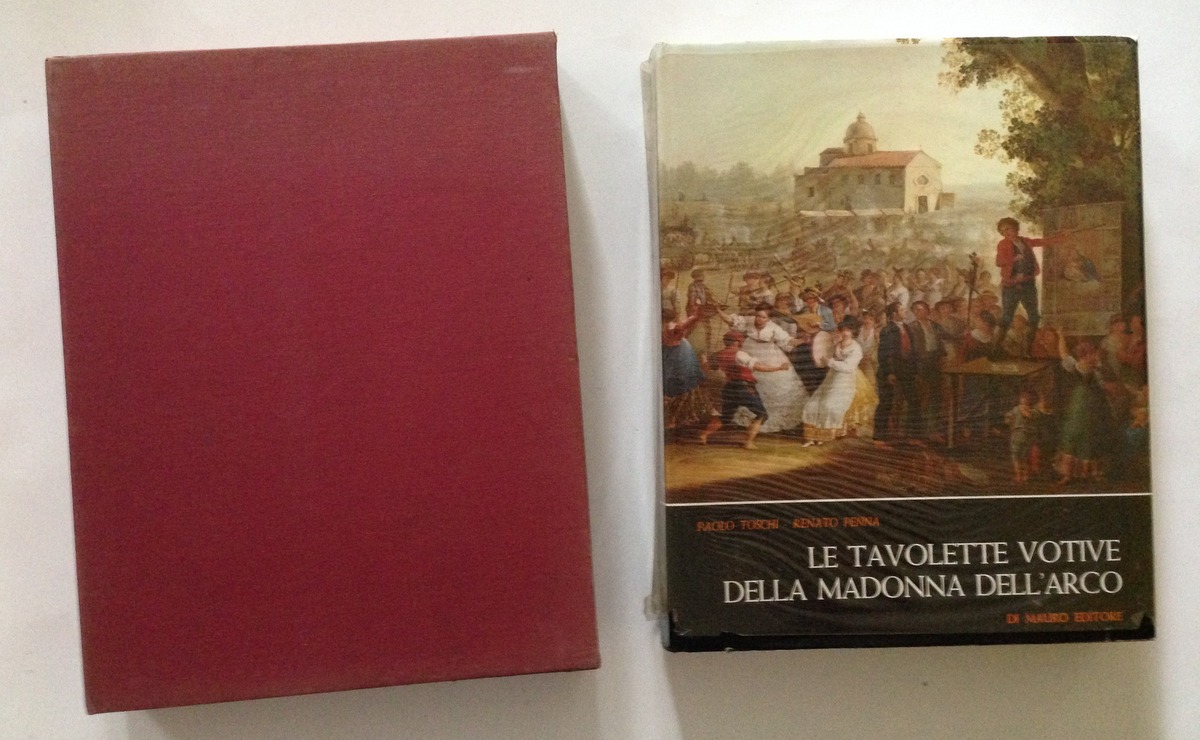 PAOLO TOSCHI - RENATO PENNA
LE TAVOLETTE VOTIVE
DELLA MADONNA DELL'ARCO
DI MAURO EDITORE